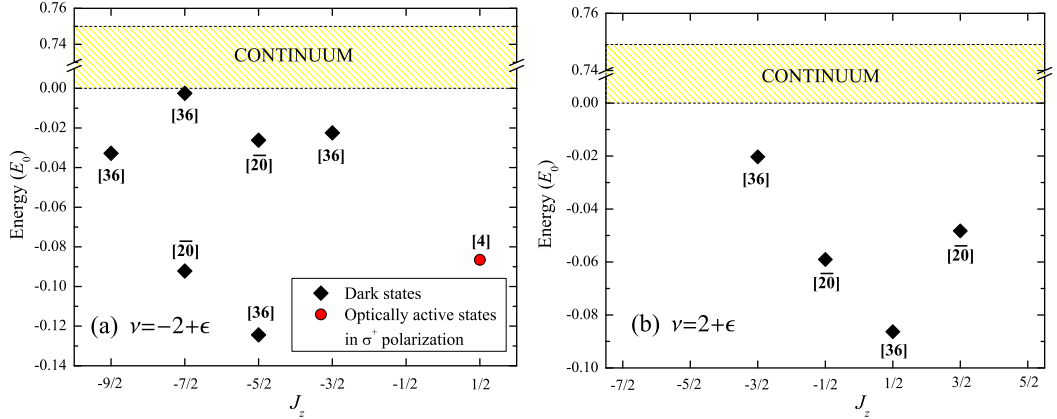 0.76
0.74
0.00
-0.02
-0.04
-0.06
-0.08
-0.10
-0.12
-0.14
Energy (E₀)
CONTINUUM
[36]
[36]
[2̅0̅]
[36]
[2̅0̅]
[4]
[36]
Dark states
Optically active states
in σ⁺ polarization
(a) ν=−2+ϵ
-9/2 -7/2 -5/2 -3/2 -1/2 1/2
J_z
0.76
0.74
0.00
-0.02
-0.04
-0.06
-0.08
-0.10
Energy (E₀)
CONTINUUM
[36]
[2̅0̅]
[2̅0̅]
[36]
(b) ν=2+ϵ
-7/2 -5/2 -3/2 -1/2 1/2 3/2 5/2
J_z